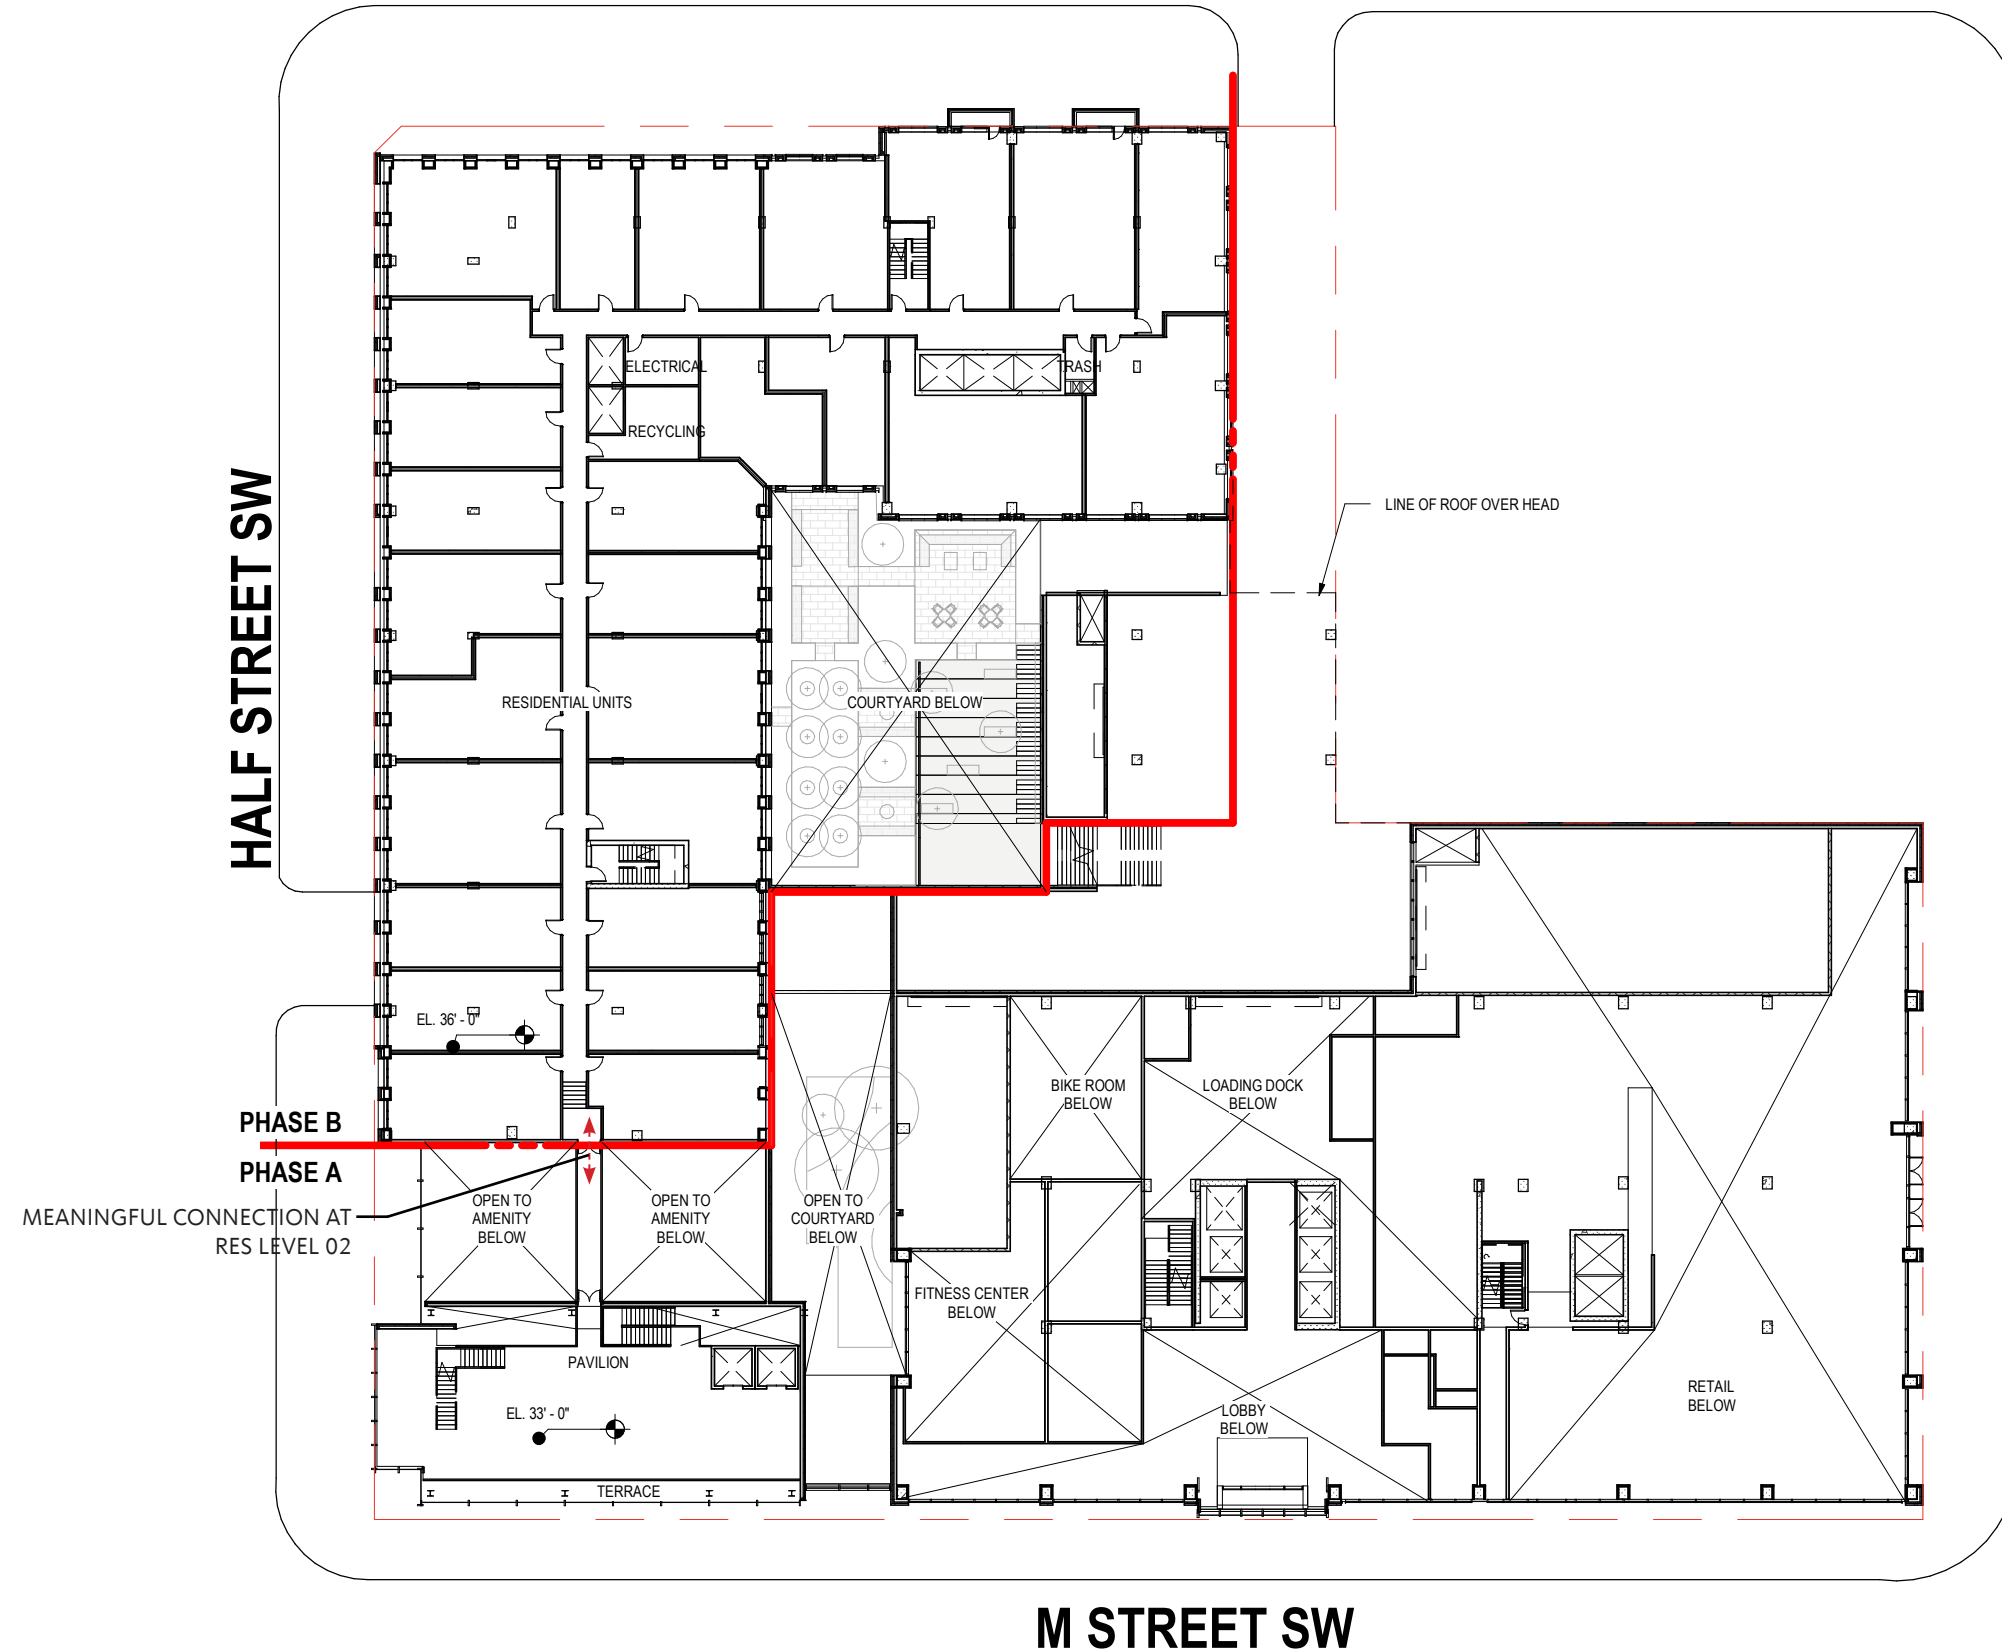 ELECTRICAL
TRASH
RECYCLING
LINE OF ROOF OVER HEAD
HALF STREET SW
RESIDENTIAL UNITS
COURTYARD BELOW
EL. 36' - 0"
PHASE B
PHASE A
MEANINGFUL CONNECTION AT
RES LEVEL 02
BIKE ROOM
BELOW
LOADING DOCK
BELOW
OPEN TO
AMENITY
BELOW
OPEN TO
AMENITY
BELOW
OPEN TO
COURTYARD
BELOW
FITNESS CENTER
BELOW
PAVILION
EL. 33' - 0"
LOBBY
BELOW
RETAIL
BELOW
TERRACE
M STREET SW